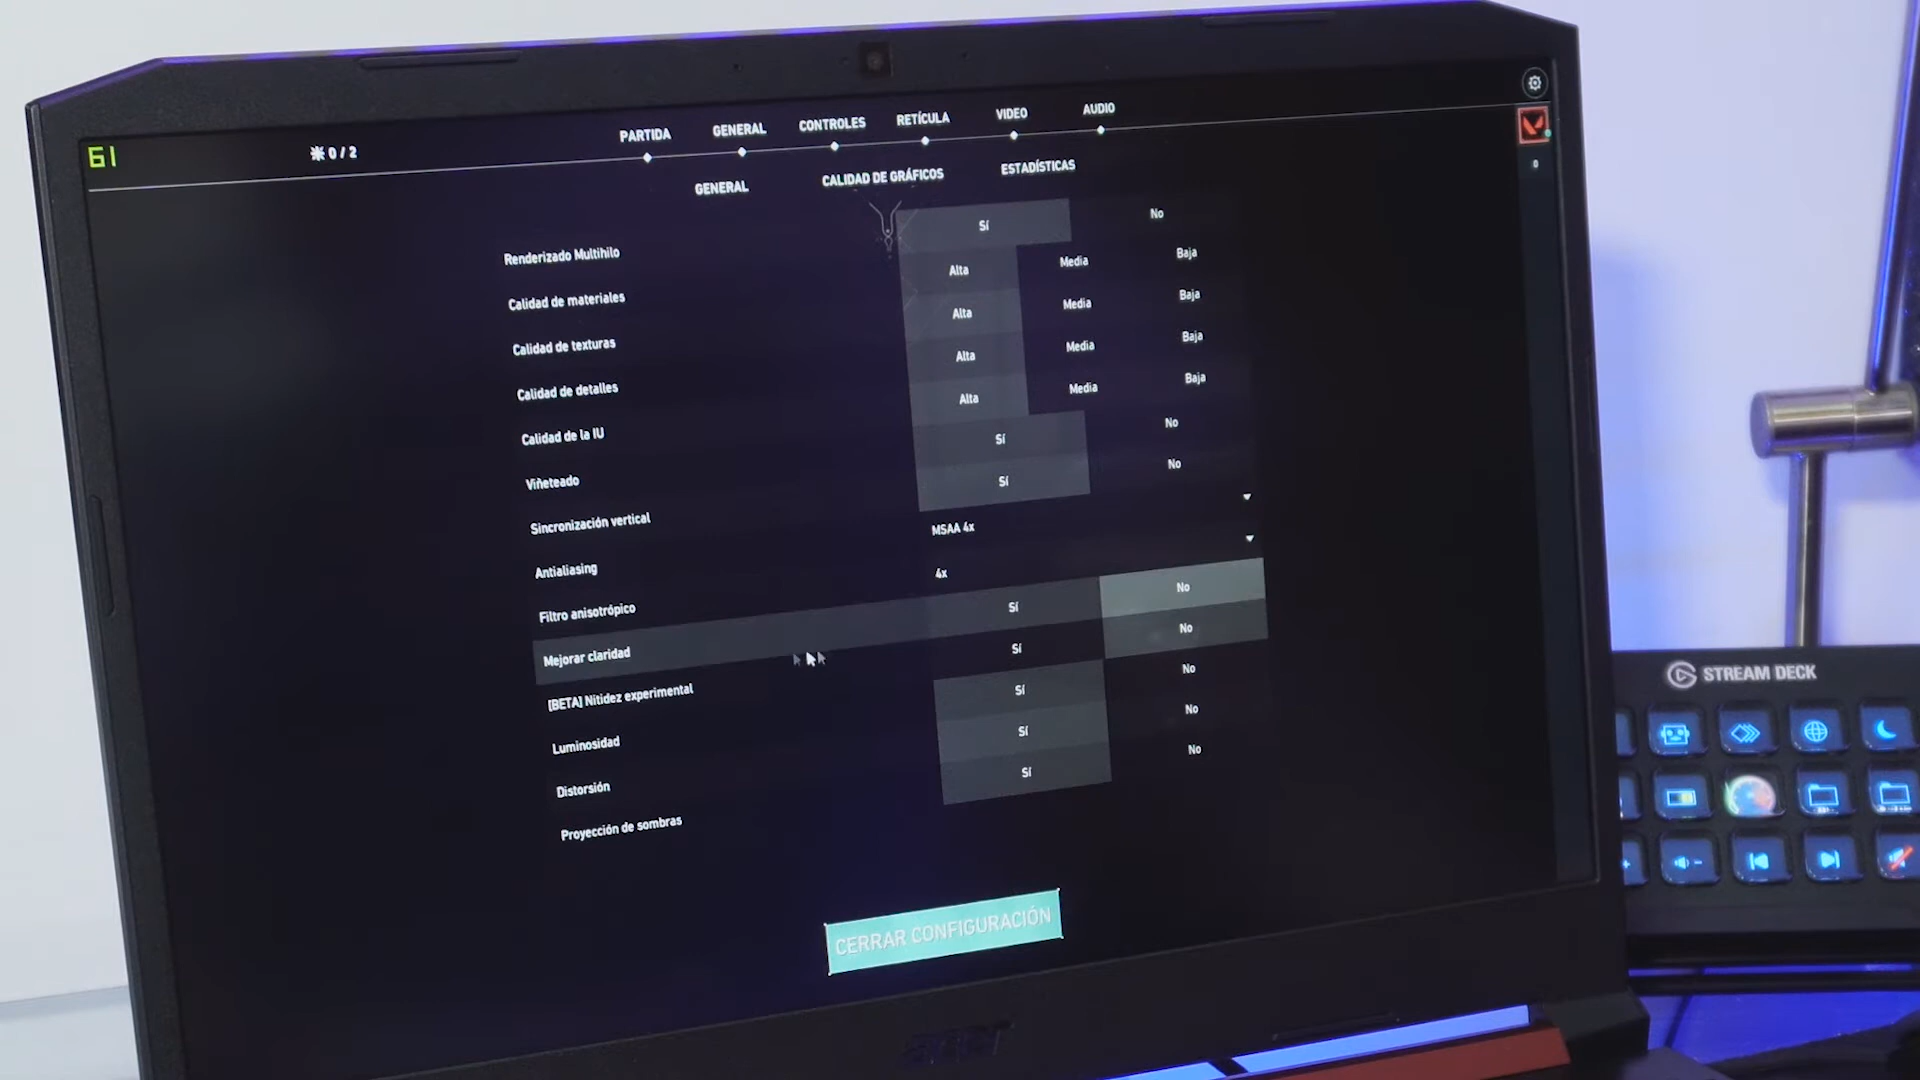 61
0 / 2
PARTIDA
GENERAL
CONTROLES
RETÍCULA
VIDEO
AUDIO
0
GENERAL
CALIDAD DE GRÁFICOS
ESTADÍSTICAS
Renderizado Multihilo
Sí
No
Calidad de materiales
Alta
Media
Baja
Calidad de texturas
Alta
Media
Baja
Calidad de detalles
Alta
Media
Baja
Calidad de la IU
Alta
Media
Baja
Viñeteado
Sí
No
Sincronización vertical
Sí
No
Antialiasing
MSAA 4x
Filtro anisotrópico
4x
Mejorar claridad
Sí
No
[BETA] Nitidez experimental
Sí
No
Luminosidad
Sí
No
Distorsión
Sí
No
Proyección de sombras
Sí
No
CERRAR CONFIGURACIÓN
acer
STREAM DECK